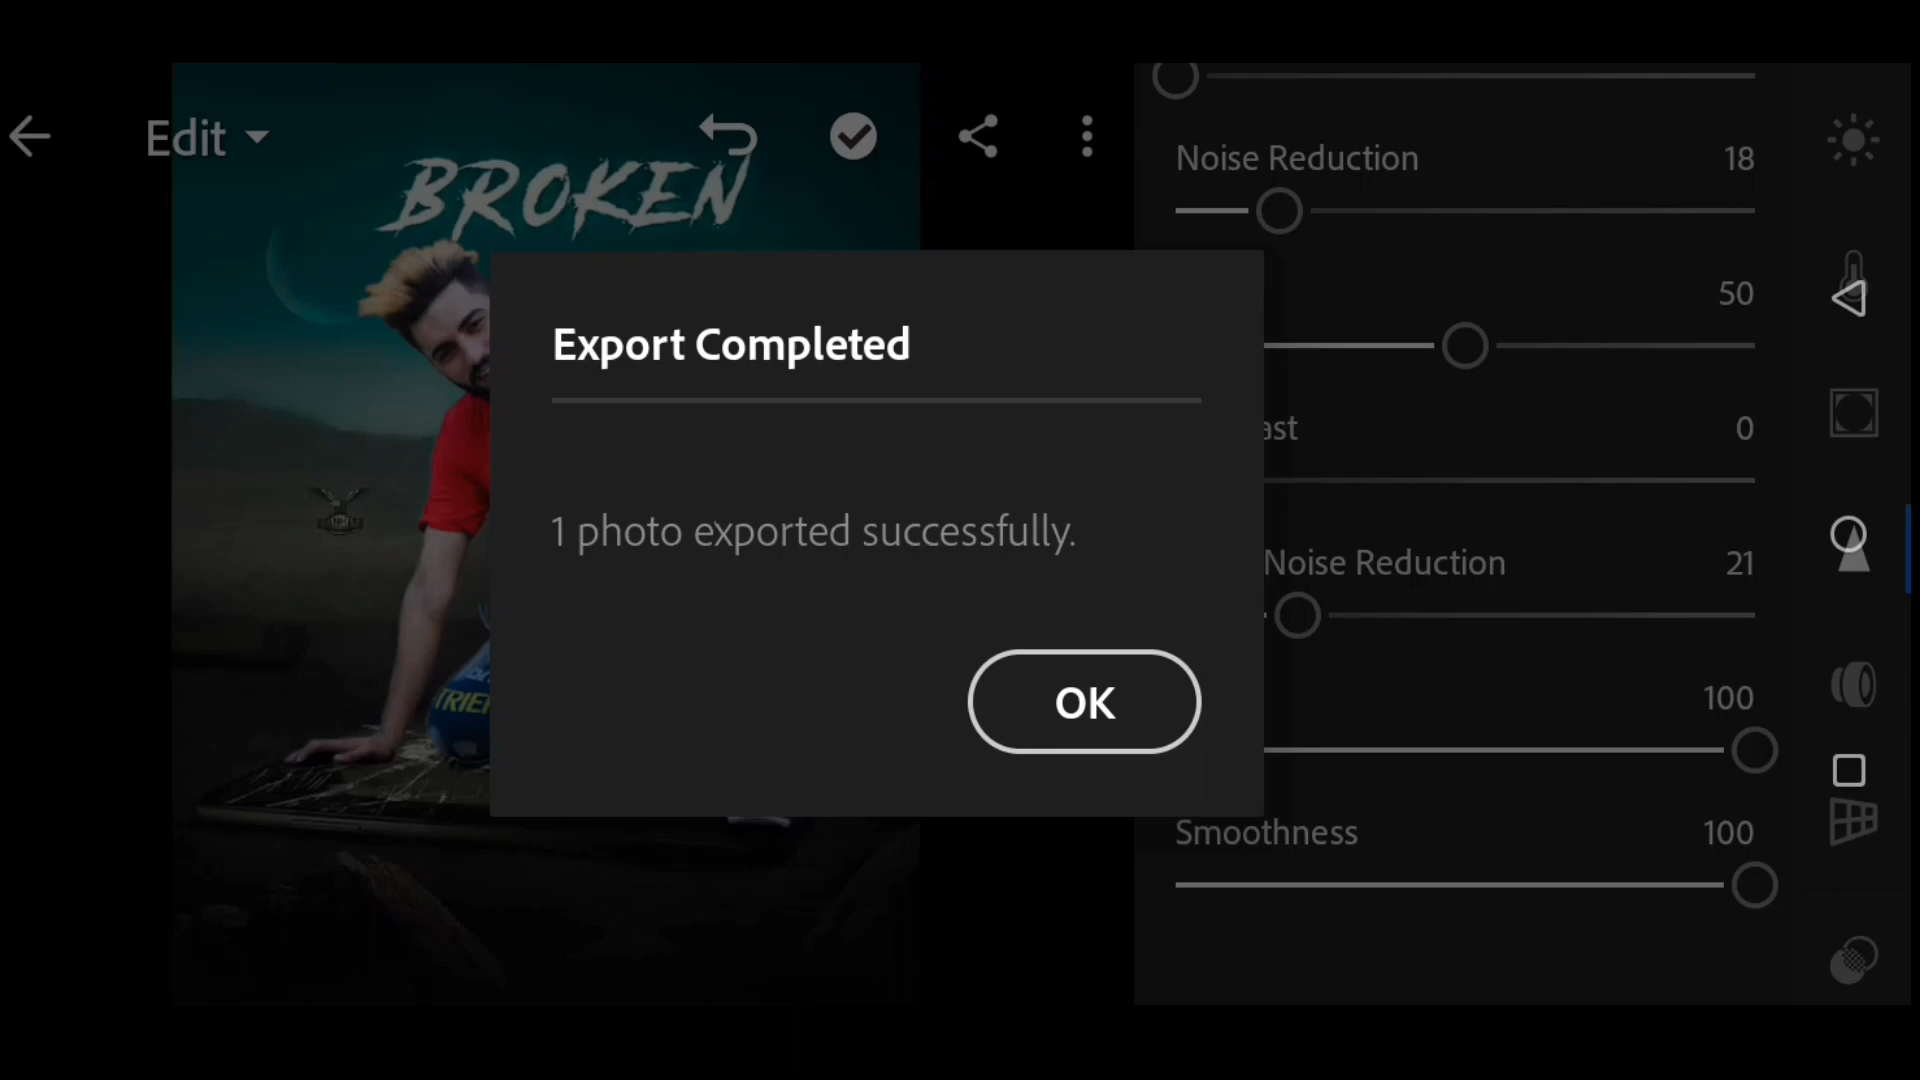 Edit
BROKEN
Noise Reduction 18
50
Export Completed
ast 0
1 photo exported successfully.
Noise Reduction 21
OK
TRIE
100
Smoothness 100